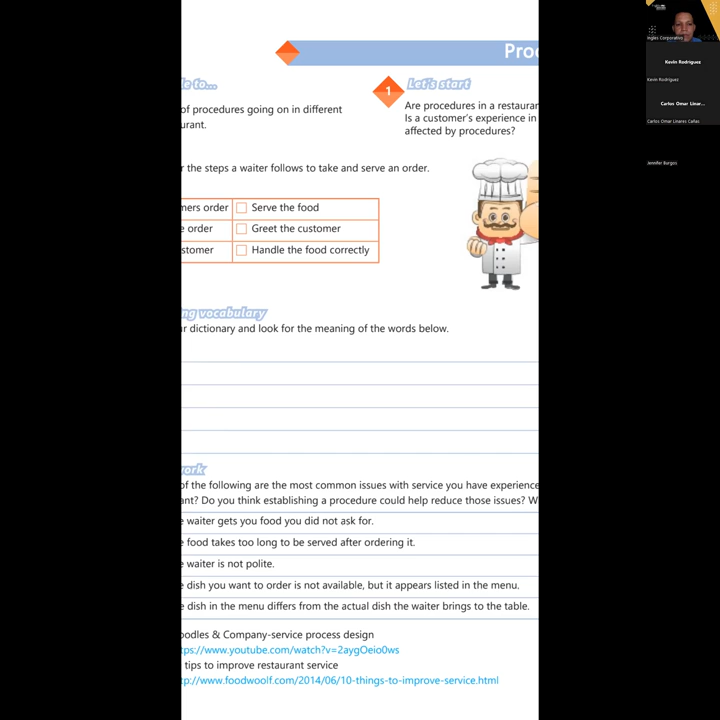 Proc
le to...
1
Let's start
of procedures going on in different
urant.
Are procedures in a restauran
Is a customer's experience in
affected by procedures?
r the steps a waiter follows to take and serve an order.
mers order
Serve the food
e order
Greet the customer
stomer
Handle the food correctly
ng vocabulary
ur dictionary and look for the meaning of the words below.
work
of the following are the most common issues with service you have experience
ant? Do you think establishing a procedure could help reduce those issues? W
e waiter gets you food you did not ask for.
e food takes too long to be served after ordering it.
e waiter is not polite.
e dish you want to order is not available, but it appears listed in the menu.
e dish in the menu differs from the actual dish the waiter brings to the table.
oodles & Company-service process design
tps://www.youtube.com/watch?v=2aygOeio0ws
tips to improve restaurant service
tp://www.foodwoolf.com/2014/06/10-things-to-improve-service.html
Ingles Corporativo
Kevin Rodriguez
Kevin Rodriguez
Carlos Omar Linar...
Carlos Omar Linares Cañas
Jennifer Burgos